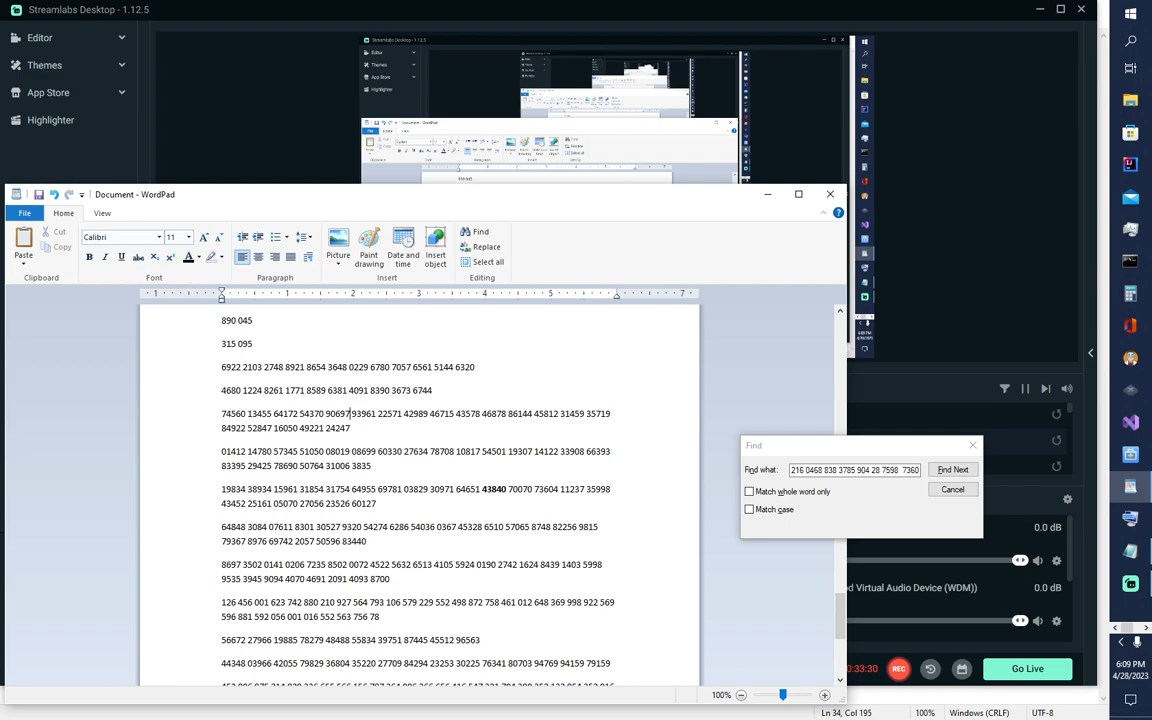 Streamlabs Desktop - 1.12.5
Editor
Themes
App Store
Highlighter
Document - WordPad
File
Home
View
Paste
Cut
Copy
Clipboard
Calibri
11
Font
Paragraph
Picture
Paint drawing
Date and time
Insert object
Insert
Find
Replace
Select all
Editing
890 045
315 095
6922 2103 2748 8921 8654 3648 0229 6780 7057 6561 5144 6320
4680 1224 8261 1771 8589 6381 4091 8390 3673 6744
74560 13455 64172 54370 90697 93961 22571 42989 46715 43578 46878 86144 45812 31459 35719
84922 52847 16050 49221 24247
01412 14780 57345 51050 08019 08699 60330 27634 78708 10817 54501 19307 14122 33908 66393
83395 29425 78690 50764 31006 3835
19834 38934 15961 31854 31754 64955 69781 03829 30971 64651 43840 70070 73604 11237 35998
43452 25161 05070 27056 23526 60127
64848 3084 07611 8301 30527 9320 54274 6286 54036 0367 45328 6510 57065 8748 82256 9815
79367 8976 69742 2057 50596 83440
8697 3502 0141 0206 7235 8502 0072 4522 5632 6513 4105 5924 0190 2742 1624 8439 1403 5998
9535 3945 9094 4070 4691 2091 4093 8700
126 456 001 623 742 880 210 927 564 793 106 579 229 552 498 872 758 461 012 648 369 998 922 569
596 881 592 056 001 016 552 563 756 78
56672 27966 19885 78279 48488 55834 39751 87445 45512 96563
44348 03966 42055 79829 36804 35220 27709 84294 23253 30225 76341 80703 94769 94159 79159
100%
Find
Find what:
216 0468 838 3785 904 28 7598 7360
Find Next
Match whole word only
Cancel
Match case
0.0 dB
d Virtual Audio Device (WDM))
0.0 dB
0:33:30
REC
Go Live
Ln 34, Col 195
100%
Windows (CRLF)
UTF-8
6:09 PM
4/28/2023